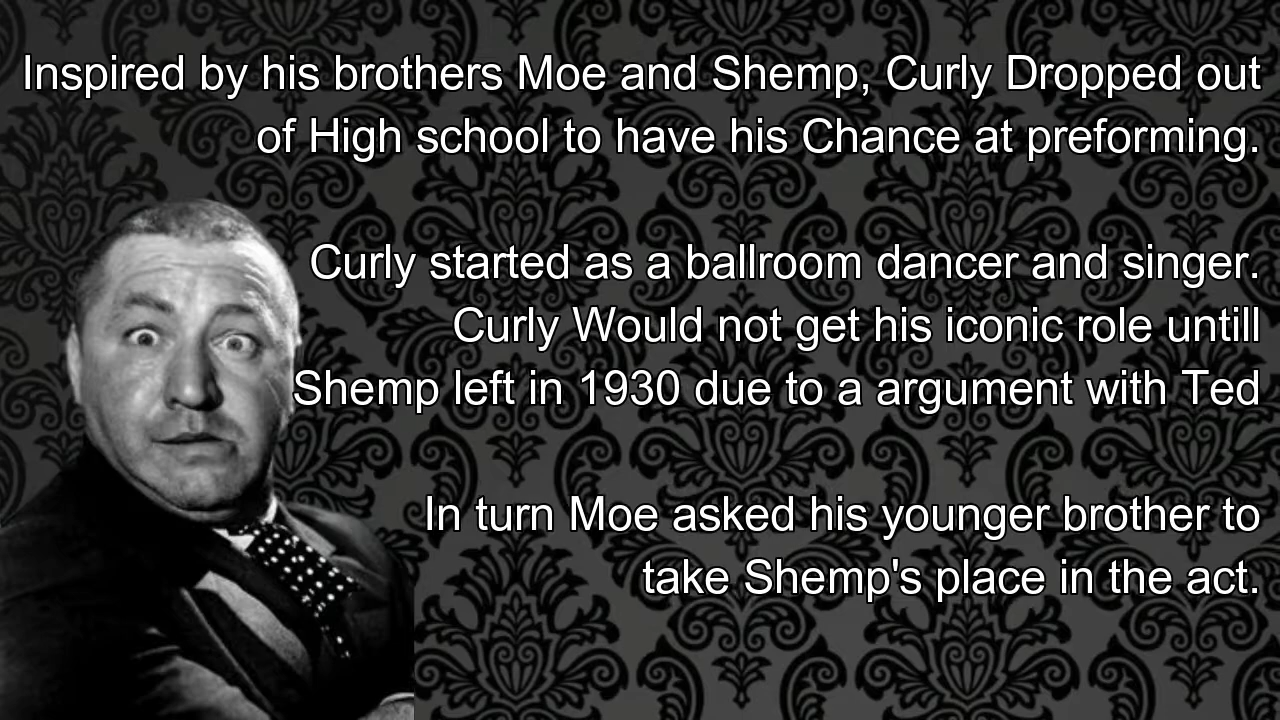 Inspired by his brothers Moe and Shemp, Curly Dropped out
of High school to have his Chance at preforming.
Curly started as a ballroom dancer and singer.
Curly Would not get his iconic role untill
Shemp left in 1930 due to a argument with Ted
In turn Moe asked his younger brother to
take Shemp's place in the act.